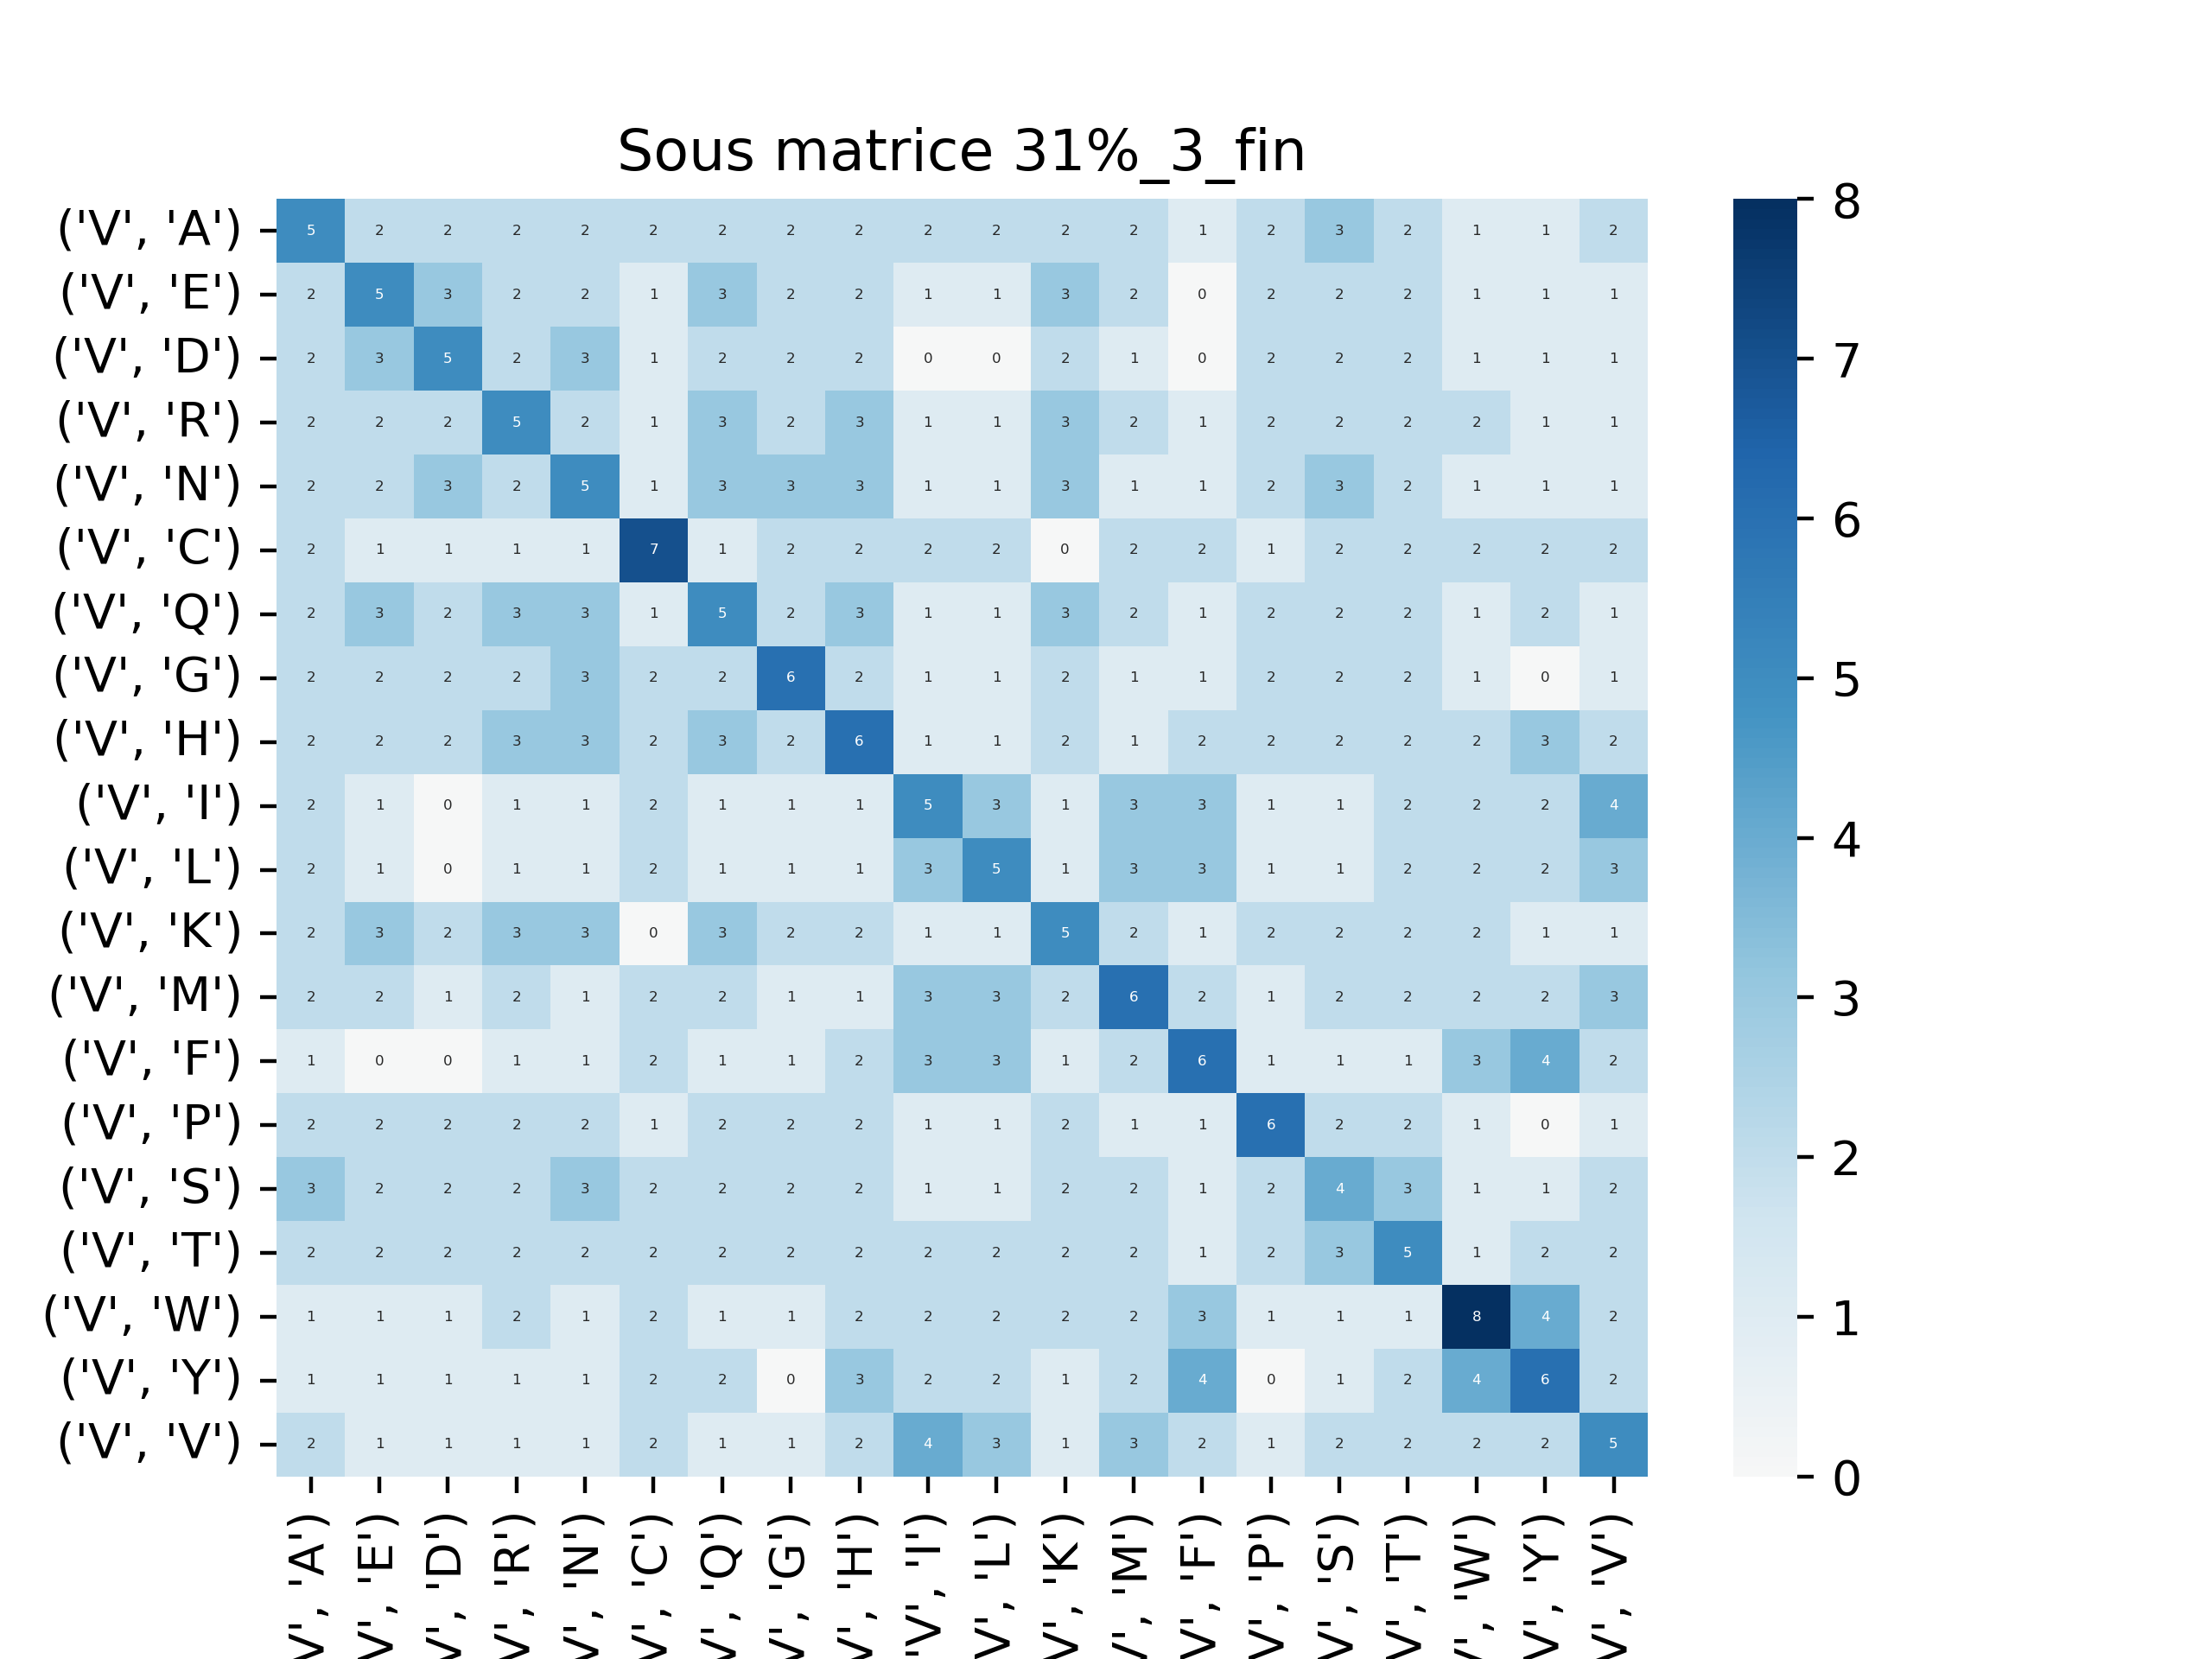 Sous matrice 31%_3_fin
('V', 'A') 5 2 2 2 2 2 2 2 2 2 2 2 2 1 2 3 2 1 1 2
('V', 'E') 2 5 3 2 2 1 3 2 2 1 1 3 2 0 2 2 2 1 1 1
('V', 'D') 2 3 5 2 3 1 2 2 2 0 0 2 1 0 2 2 2 1 1 1
('V', 'R') 2 2 2 5 2 1 3 2 3 1 1 3 2 1 2 2 2 2 1 1
('V', 'N') 2 2 3 2 5 1 3 3 3 1 1 3 1 1 2 3 2 1 1 1
('V', 'C') 2 1 1 1 1 7 1 2 2 2 2 0 2 2 1 2 2 2 2 2
('V', 'Q') 2 3 2 3 3 1 5 2 3 1 1 3 2 1 2 2 2 1 2 1
('V', 'G') 2 2 2 2 3 2 2 6 2 1 1 2 1 1 2 2 2 1 0 1
('V', 'H') 2 2 2 3 3 2 3 2 6 1 1 2 1 2 2 2 2 2 3 2
('V', 'I') 2 1 0 1 1 2 1 1 1 5 3 1 3 3 1 1 2 2 2 4
('V', 'L') 2 1 0 1 1 2 1 1 1 3 5 1 3 3 1 1 2 2 2 3
('V', 'K') 2 3 2 3 3 0 3 2 2 1 1 5 2 1 2 2 2 2 1 1
('V', 'M') 2 2 1 2 1 2 2 1 1 3 3 2 6 2 1 2 2 2 2 3
('V', 'F') 1 0 0 1 1 2 1 1 2 3 3 1 2 6 1 1 1 3 4 2
('V', 'P') 2 2 2 2 2 1 2 2 2 1 1 2 1 1 6 2 2 1 0 1
('V', 'S') 3 2 2 2 3 2 2 2 2 1 1 2 2 1 2 4 3 1 1 2
('V', 'T') 2 2 2 2 2 2 2 2 2 2 2 2 2 1 2 3 5 1 2 2
('V', 'W') 1 1 1 2 1 2 1 1 2 2 2 2 2 3 1 1 1 8 4 2
('V', 'Y') 1 1 1 1 1 2 2 0 3 2 2 1 2 4 0 1 2 4 6 2
('V', 'V') 2 1 1 1 1 2 1 1 2 4 3 1 3 2 1 2 2 2 2 5
V', 'A')
V', 'E')
V', 'D')
V', 'R')
V', 'N')
V', 'C')
V', 'Q')
V', 'G')
V', 'H')
'V', 'I')
V', 'L')
V', 'K')
', 'M')
V', 'F')
V', 'P')
V', 'S')
V', 'T')
', 'W')
V', 'Y')
V', 'V')
8
7
6
5
4
3
2
1
0